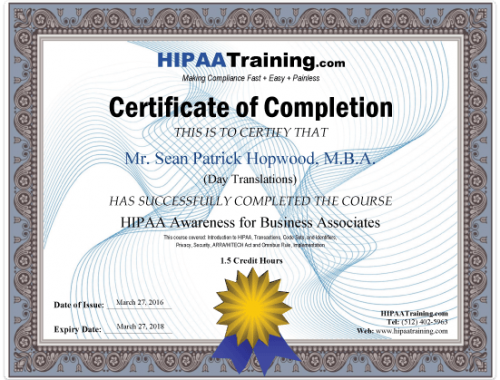 HIPAATraining.com
Making Compliance Fast + Easy + Painless
Certificate of Completion
THIS IS TO CERTIFY THAT
Mr. Sean Patrick Hopwood, M.B.A.
(Day Translations)
HAS SUCCESSFULLY COMPLETED THE COURSE
HIPAA Awareness for Business Associates
This course covered: Introduction to HIPAA, Transactions, Code Sets, and Identifiers,
Privacy, Security, ARRA/HITECH Act and Omnibus Rule, Implementation
1.5 Credit Hours
Date of Issue: March 27, 2016
Expiry Date: March 27, 2018
HIPAATraining.com
Tel: (512) 402-5963
Web: www.hipaatraining.com